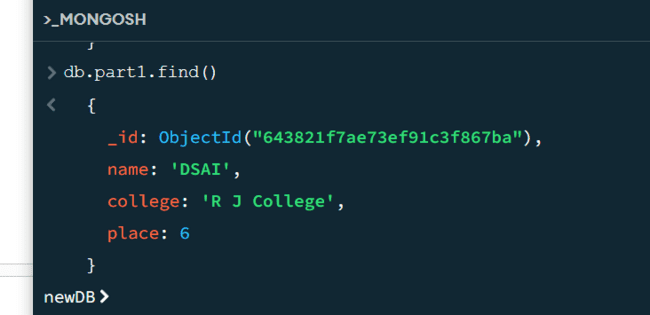 >_MONGOSH
}
> db.part1.find()
< {
_id: ObjectId("643821f7ae73ef91c3f867ba"),
name: 'DSAI',
college: 'R J College',
place: 6
}
newDB >